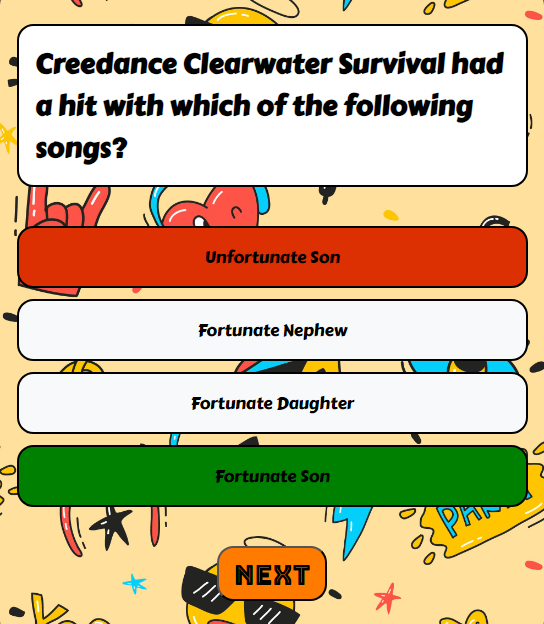 Creedance Clearwater Survival had
a hit with which of the following
songs?
Unfortunate Son
Fortunate Nephew
Fortunate Daughter
Fortunate Son
PAR
NEXT